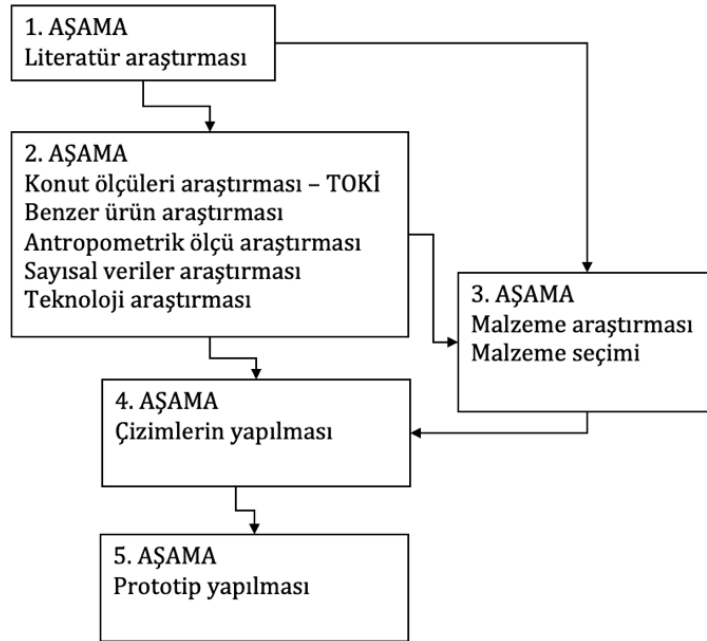 1. AŞAMA
Literatür araştırması
2. AŞAMA
Konut ölçüleri araştırması – TOKİ
Benzer ürün araştırması
Antropometrik ölçü araştırması
Sayısal veriler araştırması
Teknoloji araştırması
3. AŞAMA
Malzeme araştırması
Malzeme seçimi
4. AŞAMA
Çizimlerin yapılması
5. AŞAMA
Prototip yapılması